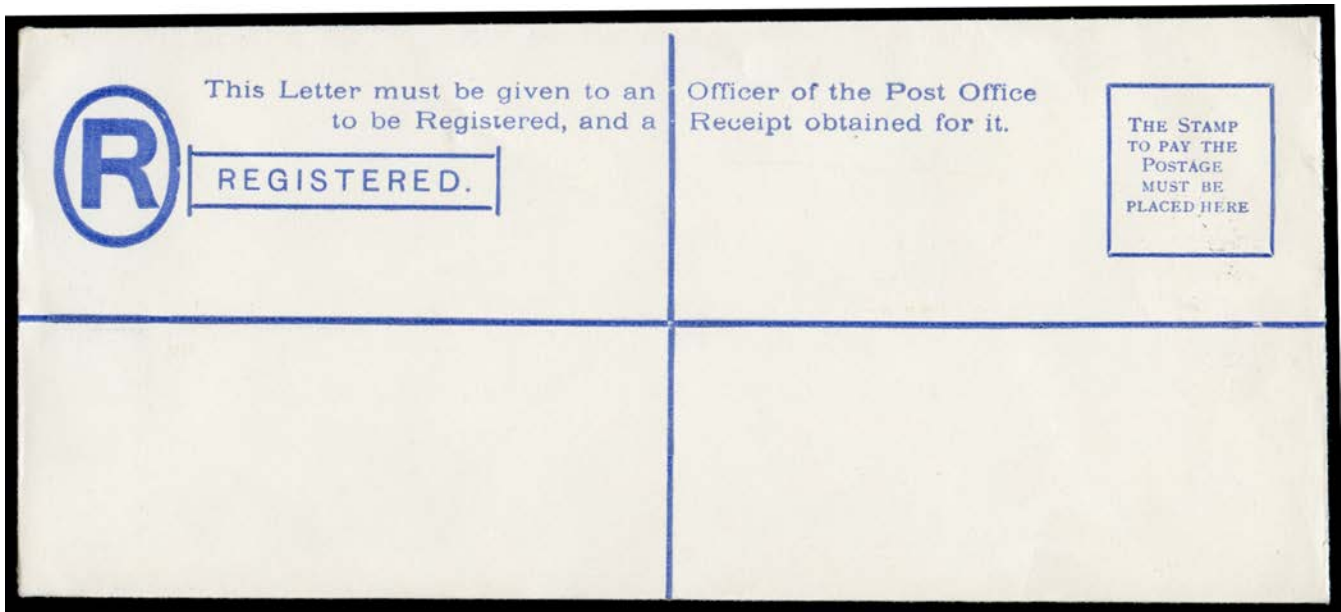 This Letter must be given to an Officer of the Post Office
to be Registered, and a Receipt obtained for it.
R
REGISTERED.
THE STAMP
TO PAY THE
POSTAGE
MUST BE
PLACED HERE